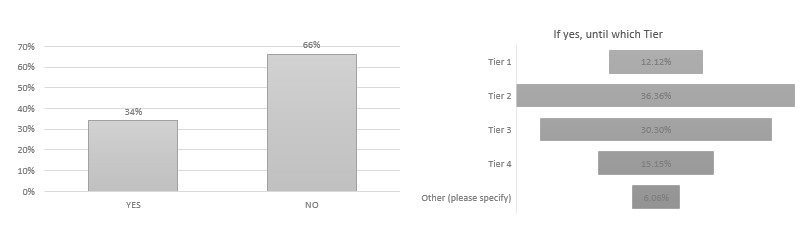 70%
60%
50%
40%
30%
20%
10%
0%
34%
66%
YES
NO
If yes, until which Tier
Tier 1
12.12%
Tier 2
36.36%
Tier 3
30.30%
Tier 4
15.15%
Other (please specify)
6.06%